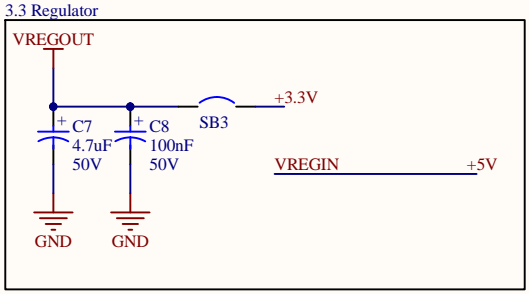 3.3 Regulator
VREGOUT
+3.3V
+ C7
4.7uF
50V
+ C8
100nF
50V
SB3
VREGIN +5V
GND GND